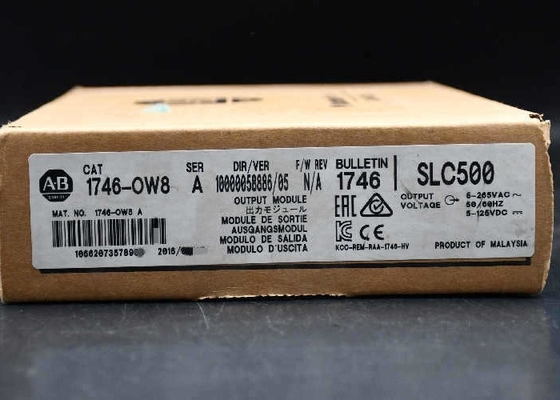 A-B
CAT
1746-OW8
SER
A
DIR/VER
10000058886/05
F/W REV
N/A
BULLETIN
1746
SLC500
MAT. NO. 1746-OW8 A
OUTPUT MODULE
出力モジュール
MODULE DE SORTIE
AUSGANGSMODUL
MODULO DE SALIDA
MODULO D'USCITA
EAC
OUTPUT
VOLTAGE
5-265VAC ~
50/60HZ
5-125VDC
CE
KCC-REM-RAA-1746-HV
PRODUCT OF MALAYSIA
2016/